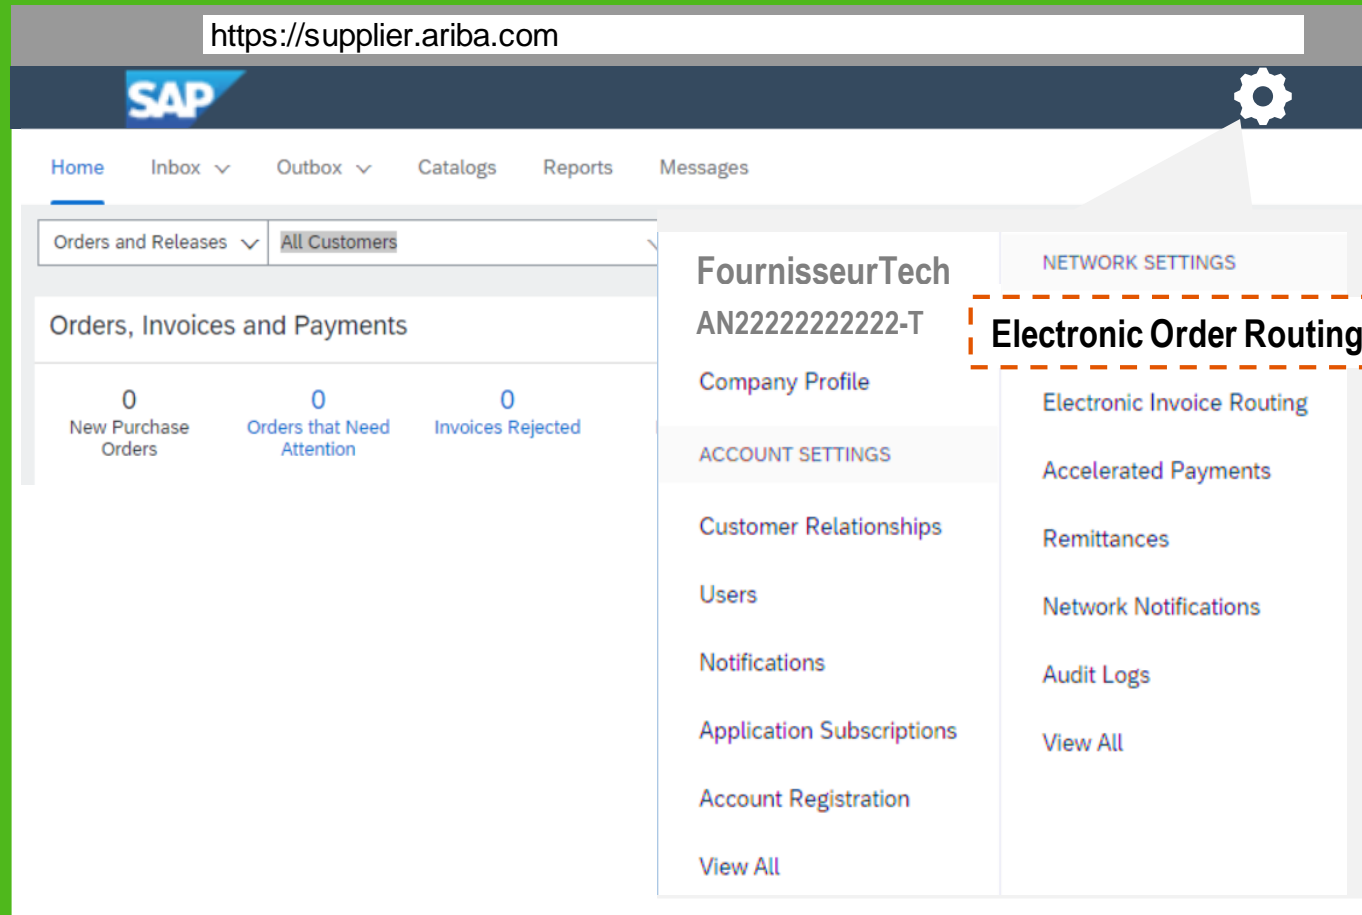 https://supplier.ariba.com
SAP
Home Inbox Outbox Catalogs Reports Messages
Orders and Releases All Customers
Orders, Invoices and Payments
0
New Purchase
Orders
0
Orders that Need
Attention
0
Invoices Rejected
FournisseurTech
AN22222222222-T
Company Profile
ACCOUNT SETTINGS
Customer Relationships
Users
Notifications
Application Subscriptions
Account Registration
View All
NETWORK SETTINGS
Electronic Order Routing
Electronic Invoice Routing
Accelerated Payments
Remittances
Network Notifications
Audit Logs
View All